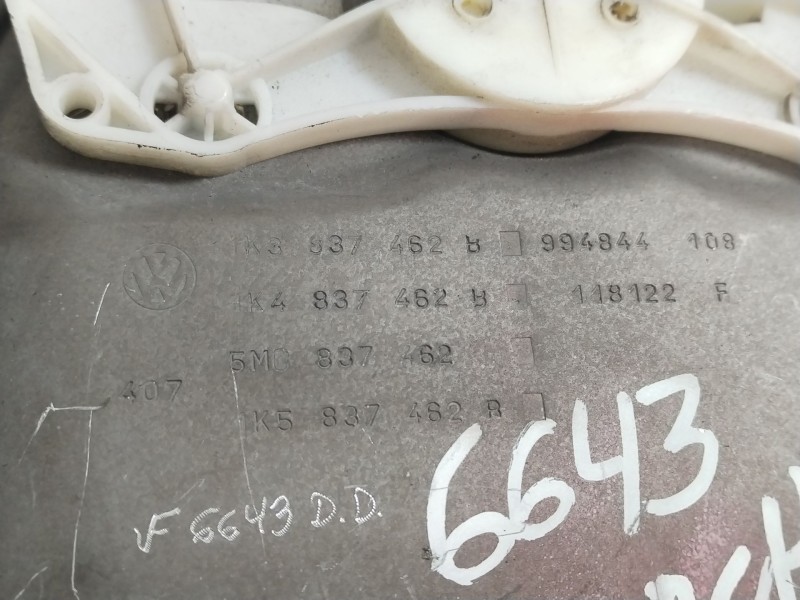 1K3 837 462 B 994844 108
VW
1K4 837 462 B 118122 F
5M0 837 462
407
1K5 837 462 B
6643
VF 6643 D.D.